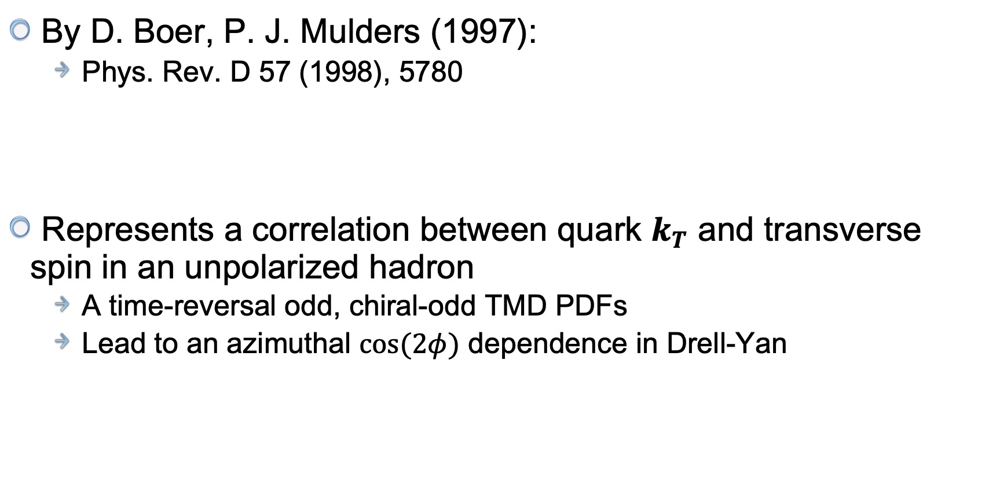 By D. Boer, P. J. Mulders (1997):
Phys. Rev. D 57 (1998), 5780
Represents a correlation between quark k_T and transverse
spin in an unpolarized hadron
A time-reversal odd, chiral-odd TMD PDFs
Lead to an azimuthal cos(2ϕ) dependence in Drell-Yan